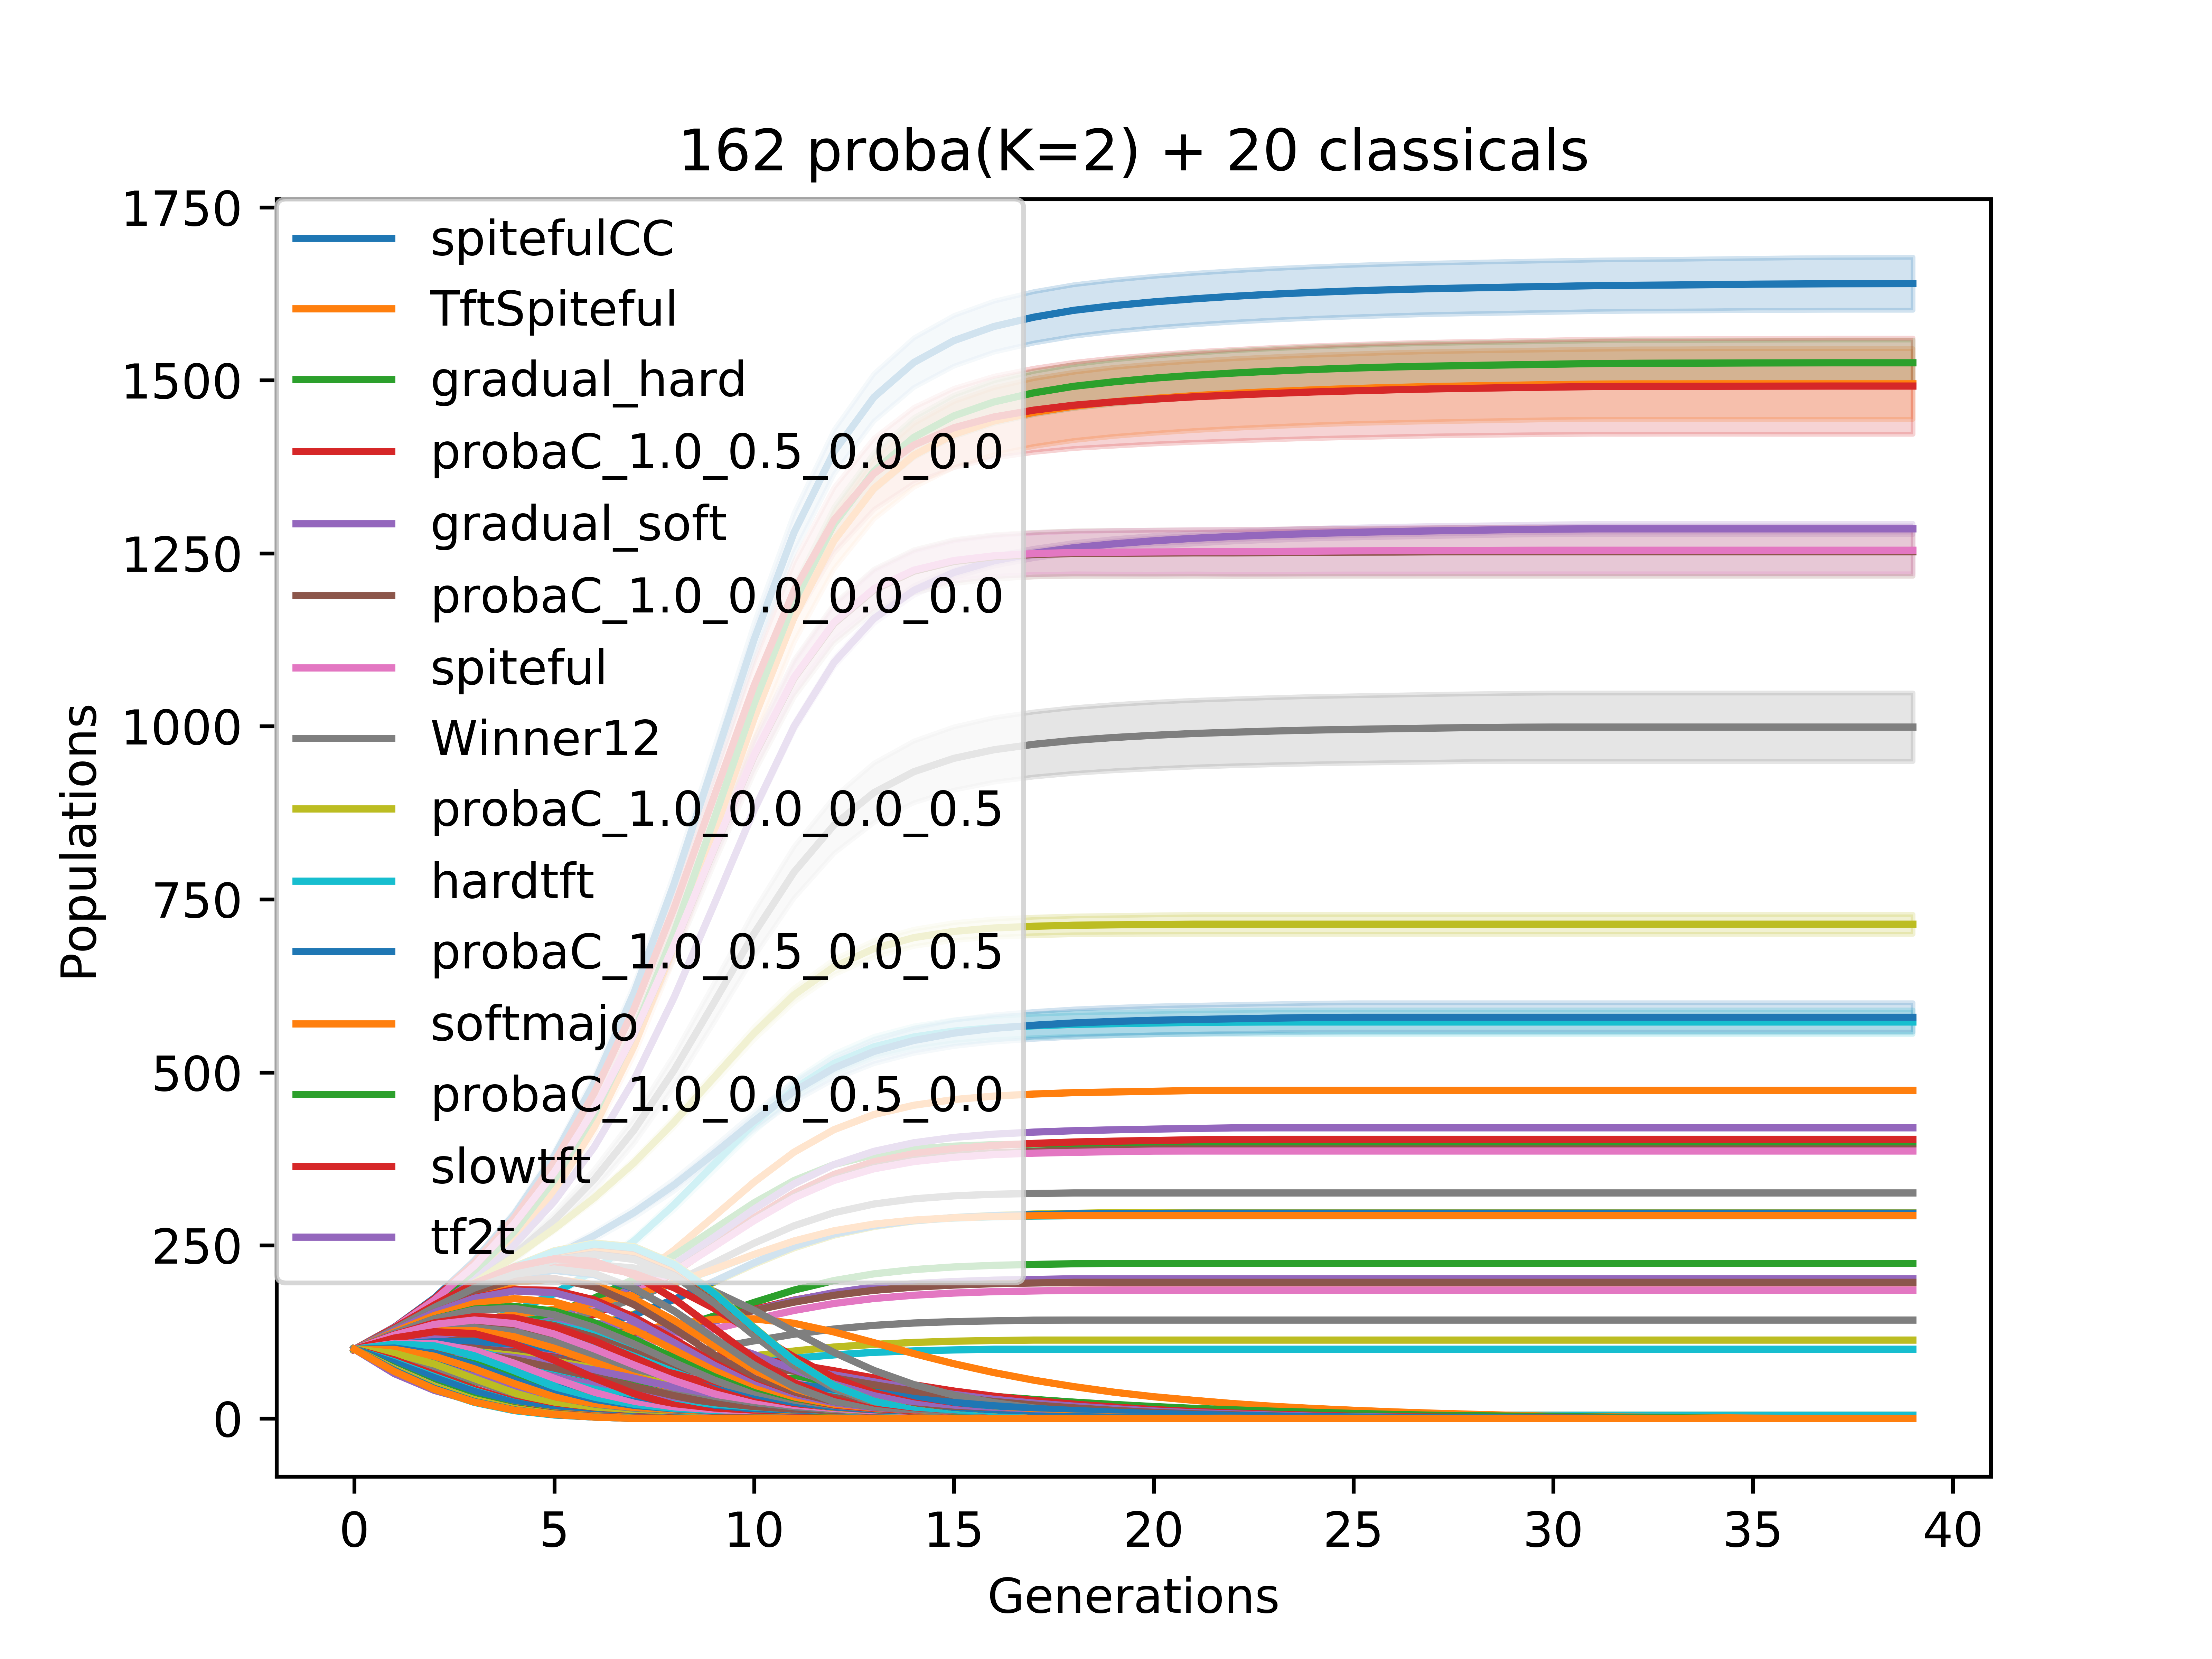 162 proba(K=2) + 20 classicals
1750
1500
1250
1000
750
500
250
0
Populations
spitefulCC
TftSpiteful
gradual_hard
probaC_1.0_0.5_0.0_0.0
gradual_soft
probaC_1.0_0.0_0.0_0.0
spiteful
Winner12
probaC_1.0_0.0_0.0_0.5
hardtft
probaC_1.0_0.5_0.0_0.5
softmajo
probaC_1.0_0.0_0.5_0.0
slowtft
tf2t
0 5 10 15 20 25 30 35 40
Generations